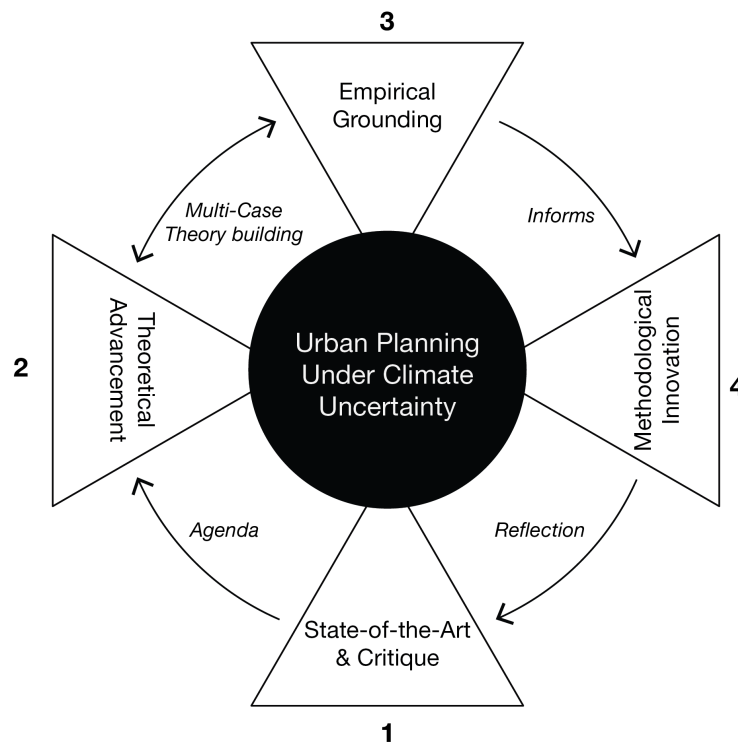 3
Empirical
Grounding
Multi-Case
Theory building
Informs
2
Theoretical
Advancement
Urban Planning
Under Climate
Uncertainty
Methodological
Innovation
4
Agenda
Reflection
State-of-the-Art
& Critique
1